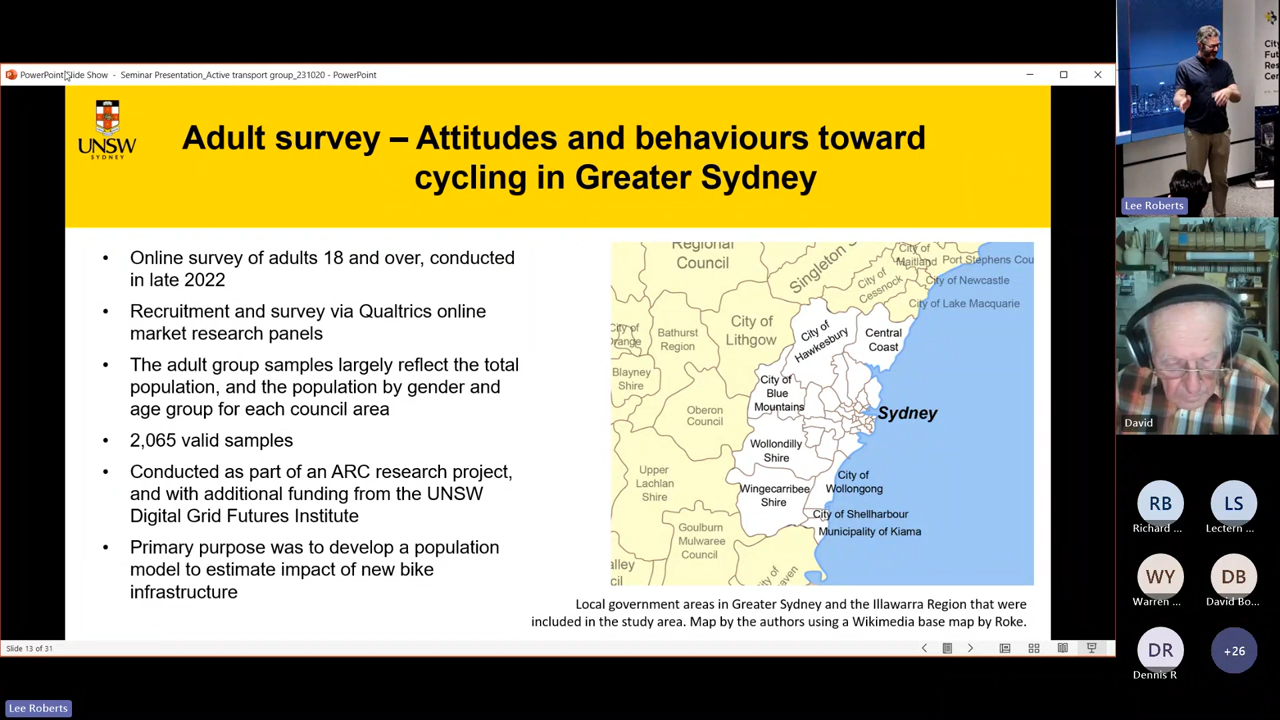 PowerPoint Slide Show - Seminar Presentation_Active transport group_231020 - PowerPoint
UNSW
SYDNEY
Adult survey – Attitudes and behaviours toward
cycling in Greater Sydney
• Online survey of adults 18 and over, conducted
in late 2022
• Recruitment and survey via Qualtrics online
market research panels
• The adult group samples largely reflect the total
population, and the population by gender and
age group for each council area
• 2,065 valid samples
• Conducted as part of an ARC research project,
and with additional funding from the UNSW
Digital Grid Futures Institute
• Primary purpose was to develop a population
model to estimate impact of new bike
infrastructure
Regional
Council
Singleton S
City of
Maitland
Port Stephens Cou
City of
Cessnock
City of Newcastle
City of Lake Macquarie
City of
Orange
Bathurst
Region
City of
Lithgow
City of
Hawkesbury
Central
Coast
Blayney
Shire
City of
Blue
Mountains
Oberon
Council
Sydney
Wollondilly
Shire
Upper
Lachlan
Shire
Wingecarribee
Shire
City of
Wollongong
City of Shellharbour
Municipality of Kiama
Goulburn
Mulwaree
Council
alley
cil
City of
aven
Local government areas in Greater Sydney and the Illawarra Region that were
included in the study area. Map by the authors using a Wikimedia base map by Roke.
Slide 13 of 31
Lee Roberts
Cit
Futu
Res
Cen
Lee Roberts
David
RB
Richard ...
LS
Lectern ...
WY
Warren ...
DB
David Bo...
DR
Dennis R
+26